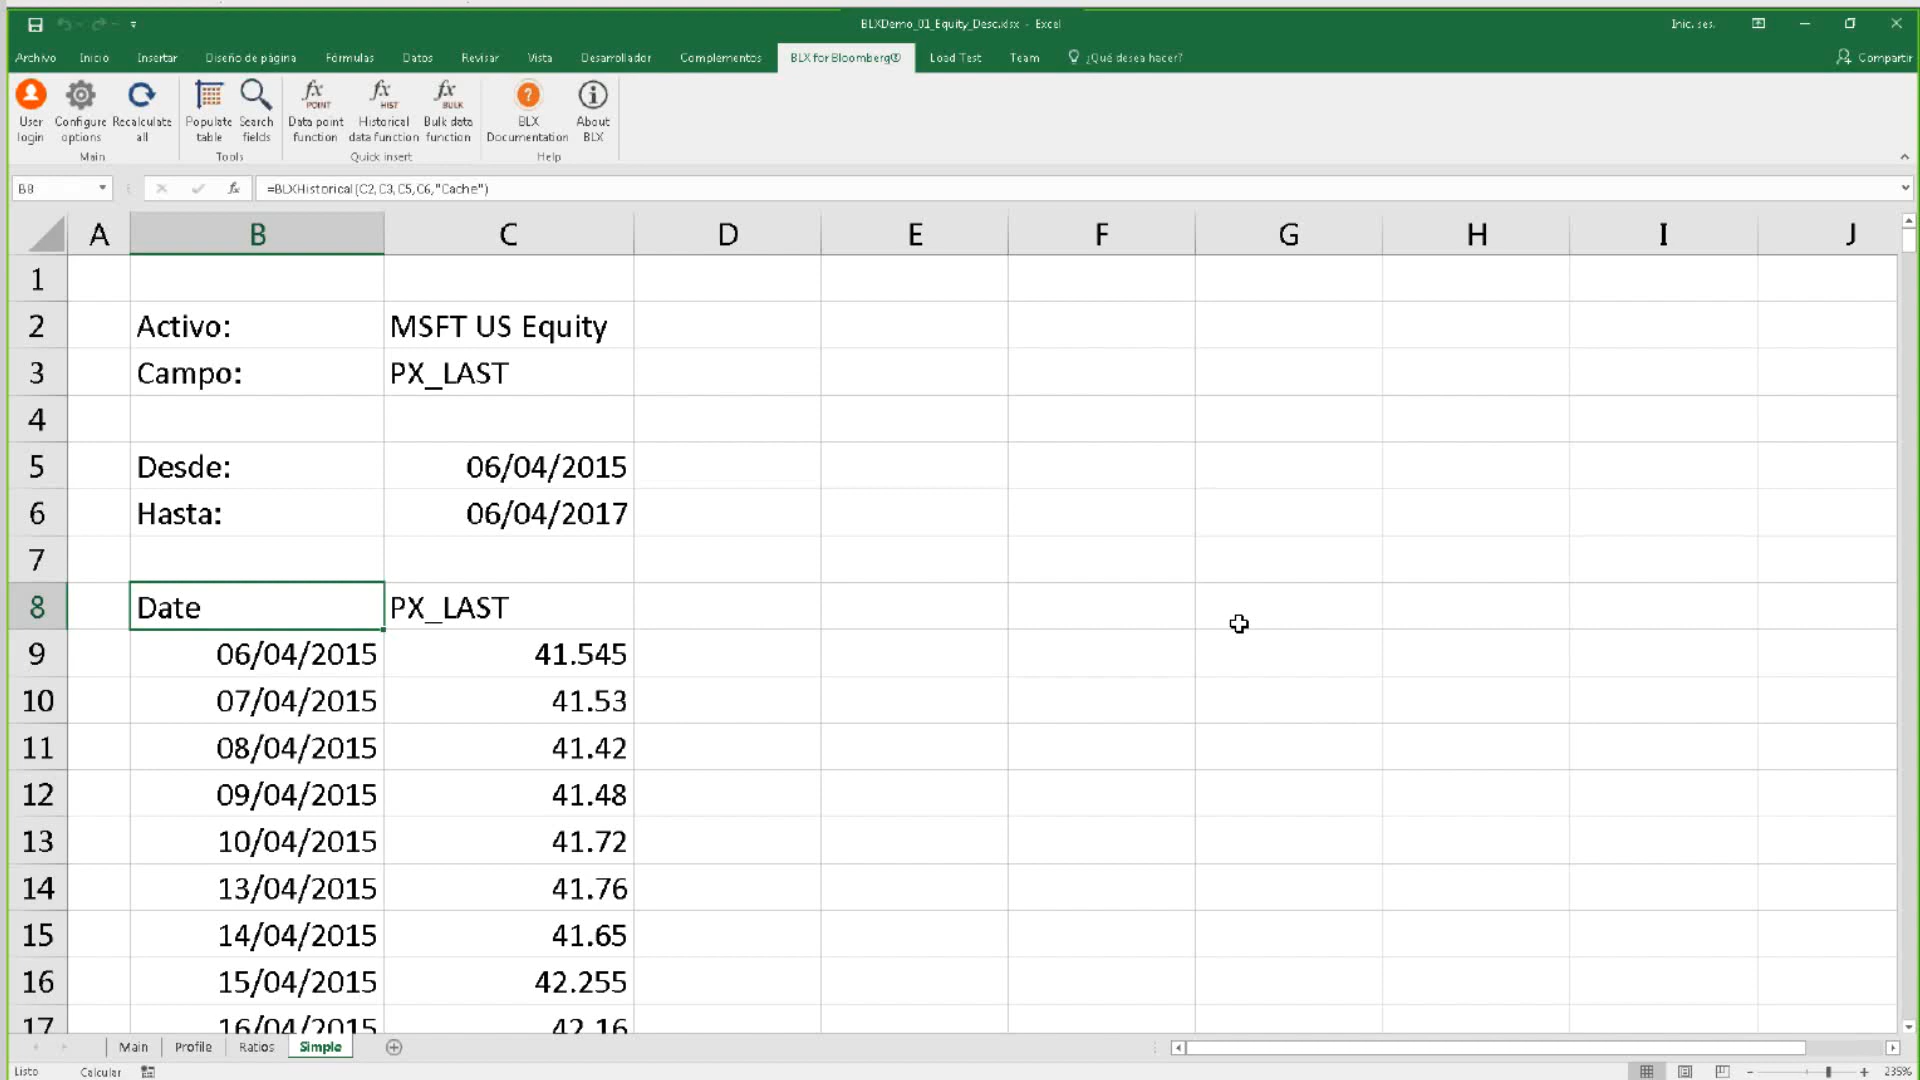 BLXDemo_01_Equity_Desc.xlsx - Excel
Inic. ses.
Archivo Inicio Insertar Diseño de página Fórmulas Datos Revisar Vista Desarrollador Complementos BLX for Bloomberg® Load Test Team ¿Qué desea hacer? Compartir
fx POINT fx HIST fx BULK ? i
User login Configure options Recalculate all Populate table Search fields Data point function Historical data function Bulk data function BLX Documentation About BLX
Main Tools Quick insert Help
B8 fx =BLXHistorical(C2,C3,C5,C6,"Cache")
A B C D E F G H I J
1
2 Activo: MSFT US Equity
3 Campo: PX_LAST
4
5 Desde: 06/04/2015
6 Hasta: 06/04/2017
7
8 Date PX_LAST
9 06/04/2015 41.545
10 07/04/2015 41.53
11 08/04/2015 41.42
12 09/04/2015 41.48
13 10/04/2015 41.72
14 13/04/2015 41.76
15 14/04/2015 41.65
16 15/04/2015 42.255
17 16/04/2015 42.16
Main Profile Ratios Simple
Listo Calcular 235%